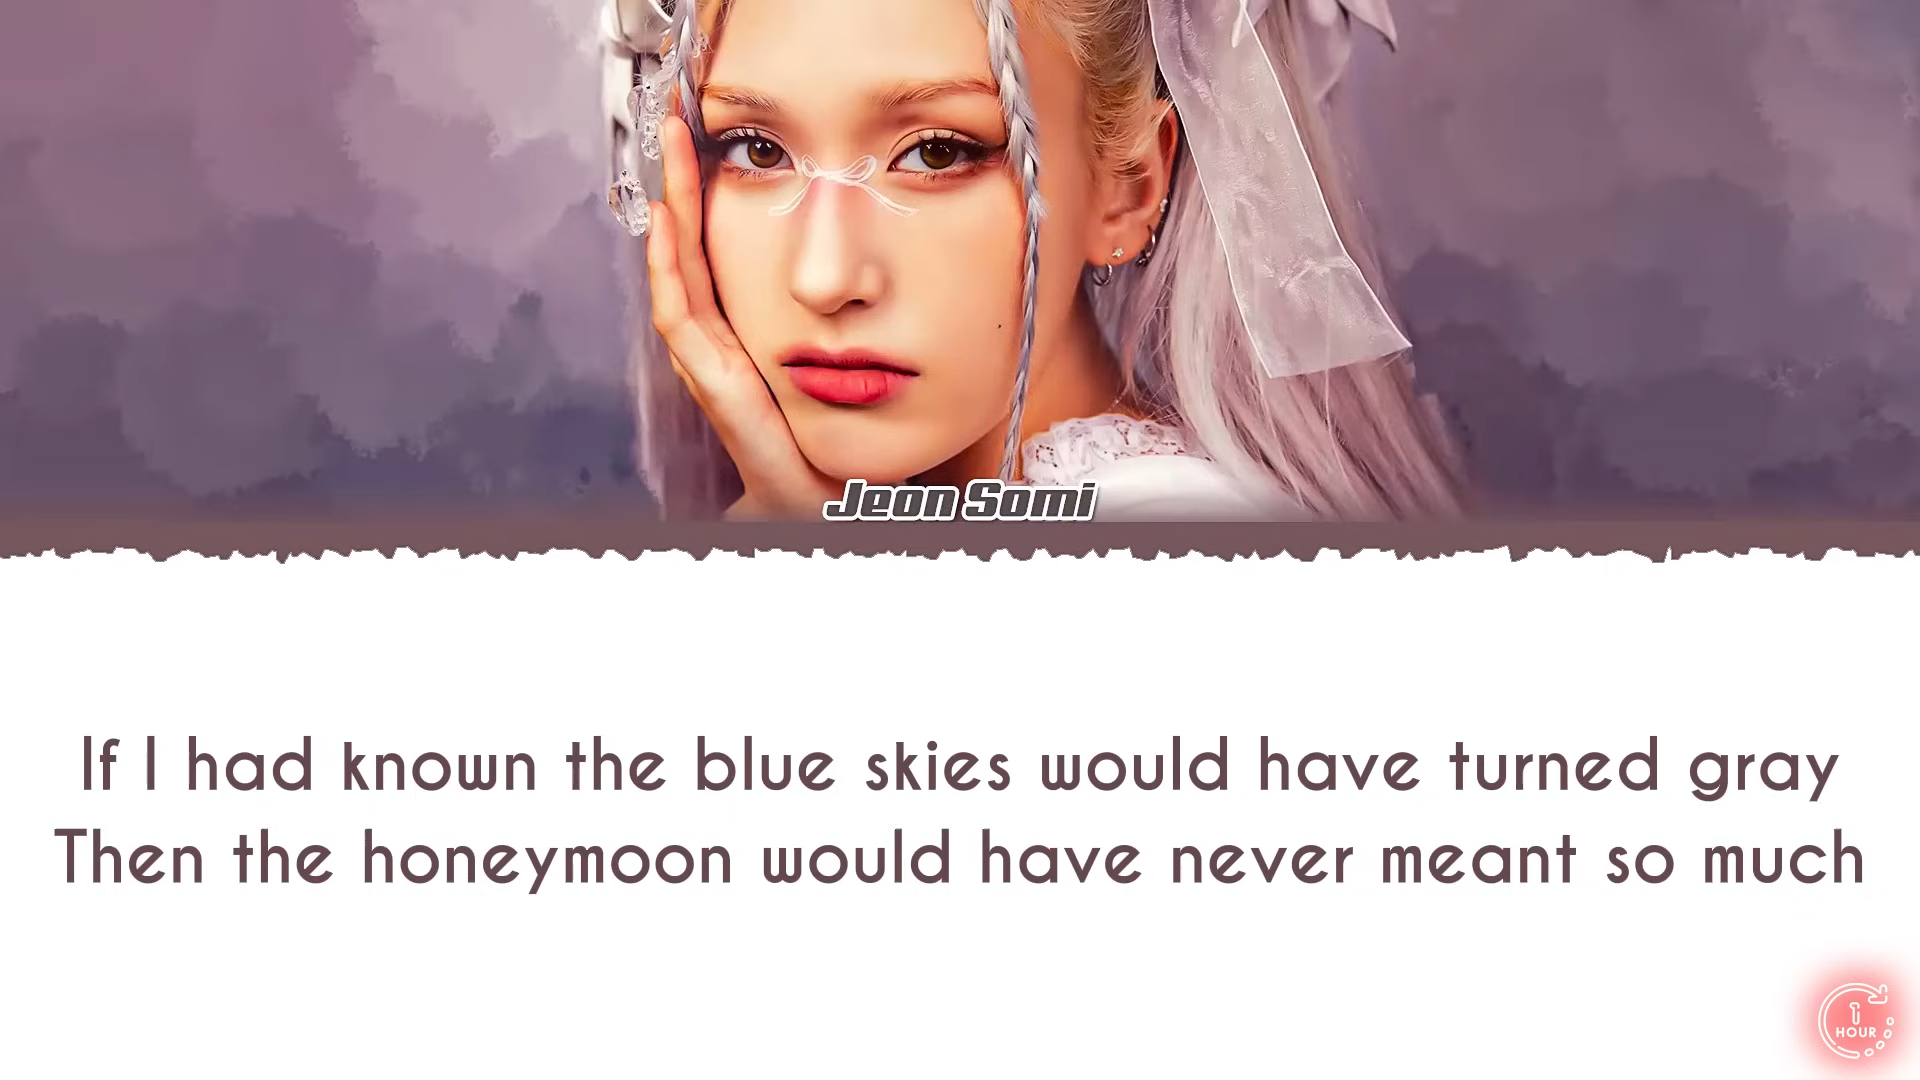 Jeon Somi
If I had known the blue skies would have turned gray
Then the honeymoon would have never meant so much
1
HOUR